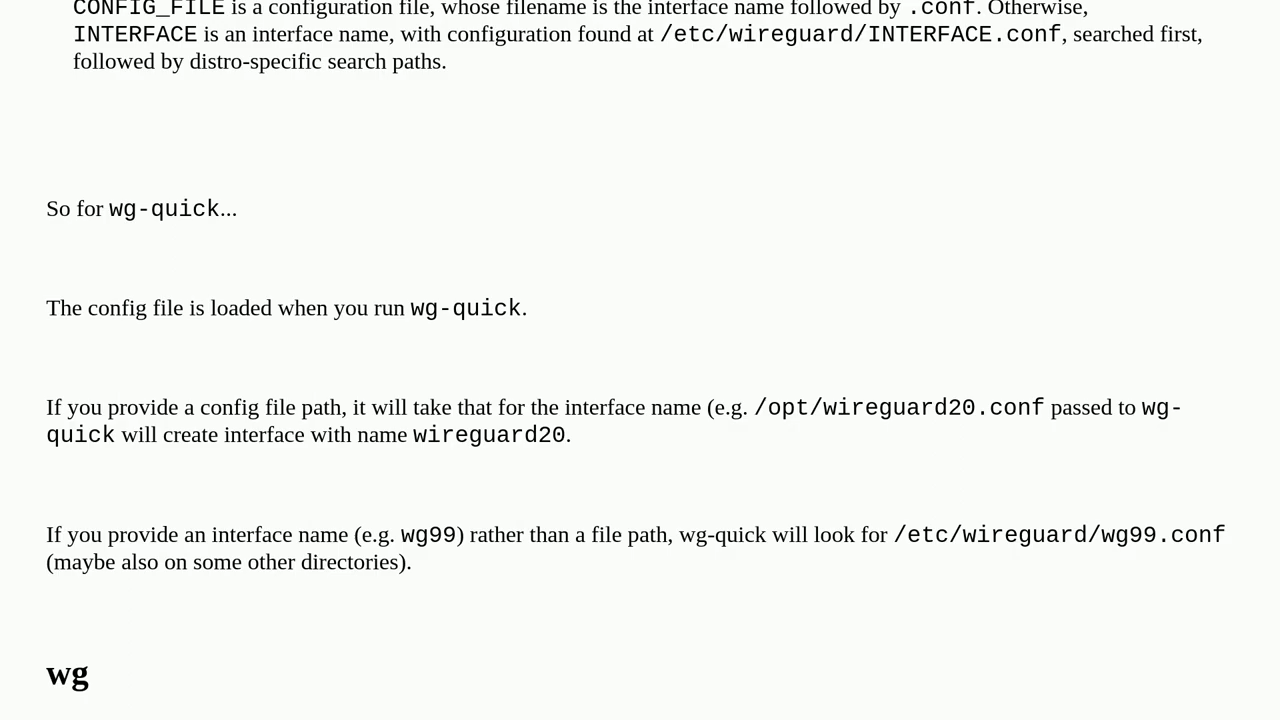 CONFIG_FILE is a configuration file, whose filename is the interface name followed by .conf. Otherwise,
INTERFACE is an interface name, with configuration found at /etc/wireguard/INTERFACE.conf, searched first,
followed by distro-specific search paths.
So for wg-quick...
The config file is loaded when you run wg-quick.
If you provide a config file path, it will take that for the interface name (e.g. /opt/wireguard20.conf passed to wg-
quick will create interface with name wireguard20.
If you provide an interface name (e.g. wg99) rather than a file path, wg-quick will look for /etc/wireguard/wg99.conf
(maybe also on some other directories).
wg